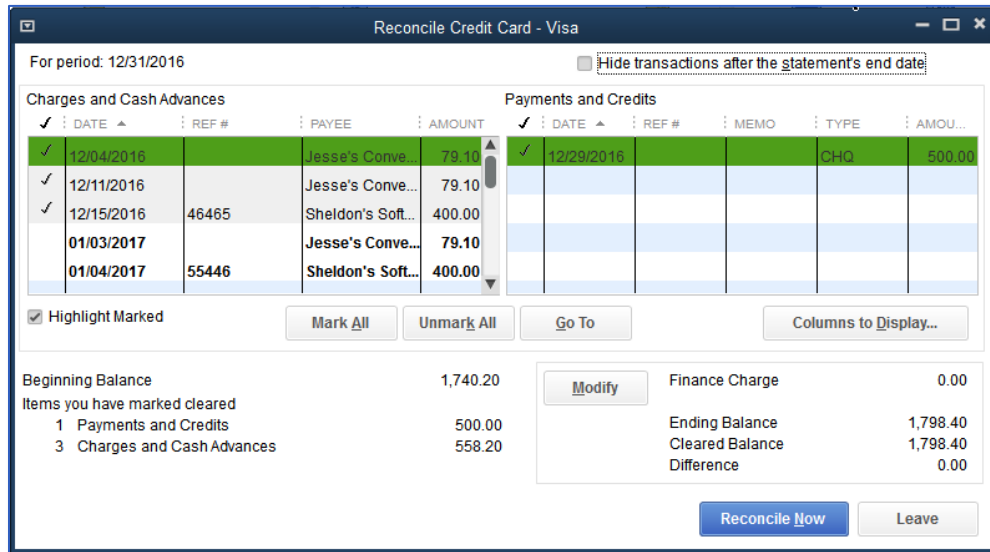 Reconcile Credit Card - Visa
For period: 12/31/2016
Hide transactions after the statement's end date
Charges and Cash Advances
✓ DATE REF # PAYEE AMOUNT
✓ 12/04/2016 Jesse's Conve... 79.10
✓ 12/11/2016 Jesse's Conve... 79.10
✓ 12/15/2016 46465 Sheldon's Soft... 400.00
01/03/2017 Jesse's Conve... 79.10
01/04/2017 55446 Sheldon's Soft... 400.00
Payments and Credits
✓ DATE REF # MEMO TYPE AMOU...
✓ 12/29/2016 CHQ 500.00
Highlight Marked
Mark All
Unmark All
Go To
Columns to Display...
Beginning Balance 1,740.20
Items you have marked cleared
1 Payments and Credits 500.00
3 Charges and Cash Advances 558.20
Modify
Finance Charge 0.00
Ending Balance 1,798.40
Cleared Balance 1,798.40
Difference 0.00
Reconcile Now
Leave